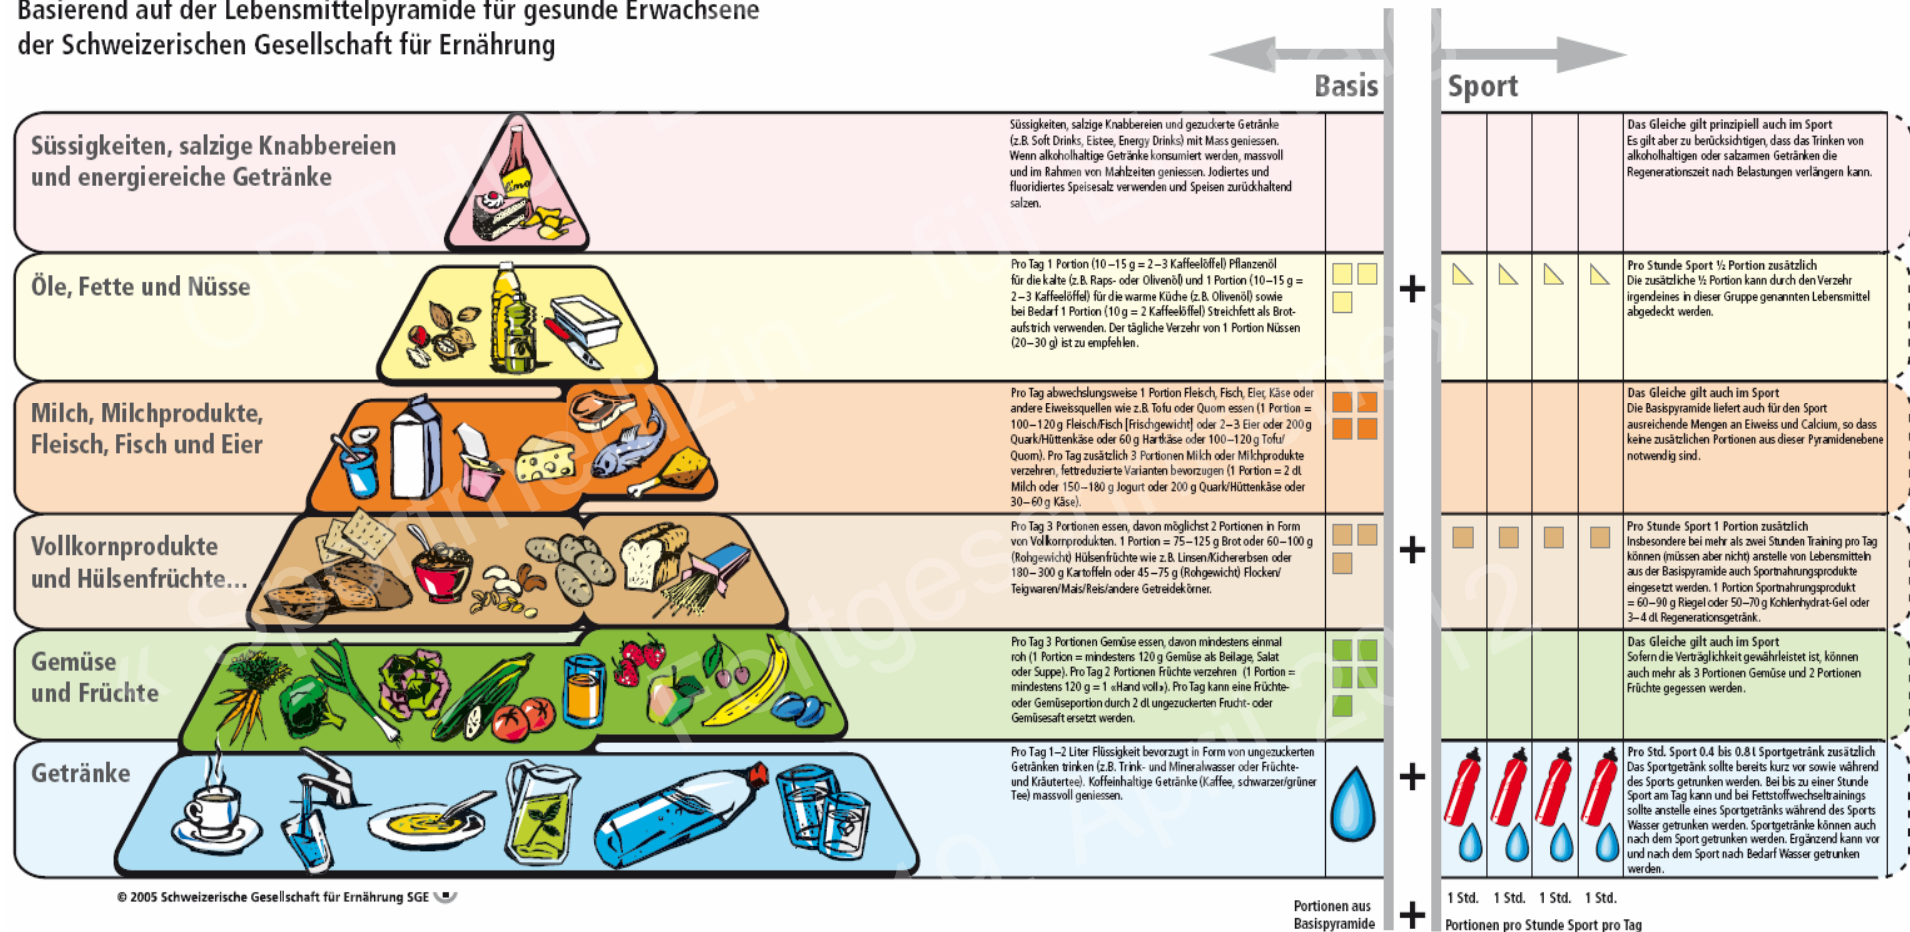 Basierend auf der Lebensmittelpyramide für gesunde Erwachsene
der Schweizerischen Gesellschaft für Ernährung
Basis
Sport
Süssigkeiten, salzige Knabbereien
und energiereiche Getränke
Limo
Süssigkeiten, salzige Knabbereien und gezuckerte Getränke
(z.B. Soft Drinks, Eistee, Energy Drinks) mit Mass geniessen.
Wenn alkoholhaltige Getränke konsumiert werden, massvoll
und im Rahmen von Mahlzeiten geniessen. Jodiertes und
fluoridiertes Speisesalz verwenden und Speisen zurückhaltend
salzen.
Das Gleiche gilt prinzipiell auch im Sport
Es gilt aber zu berücksichtigen, dass das Trinken von
alkoholhaltigen oder salzarmen Getränken die
Regenerationszeit nach Belastungen verlängern kann.
Öle, Fette und Nüsse
Pro Tag 1 Portion (10–15 g = 2–3 Kaffeelöffel) Pflanzenöl
für die kalte (z.B. Raps- oder Olivenöl) und 1 Portion (10–15 g =
2–3 Kaffeelöffel) für die warme Küche (z.B. Olivenöl) sowie
bei Bedarf 1 Portion (10 g = 2 Kaffeelöffel) Streichfett als Brot-
aufstrich verwenden. Der tägliche Verzehr von 1 Portion Nüssen
(20–30 g) ist zu empfehlen.
+
Pro Stunde Sport ½ Portion zusätzlich
Die zusätzliche ½ Portion kann durch den Verzehr
irgendeines in dieser Gruppe genannten Lebensmittel
abgedeckt werden.
Milch, Milchprodukte,
Fleisch, Fisch und Eier
Pro Tag abwechslungsweise 1 Portion Fleisch, Fisch, Eier, Käse oder
andere Eiweissquellen wie z.B. Tofu oder Quorn essen (1 Portion =
100–120 g Fleisch/Fisch [Frischgewicht] oder 2–3 Eier oder 200 g
Quark/Hüttenkäse oder 60 g Hartkäse oder 100–120 g Tofu/
Quorn). Pro Tag zusätzlich 3 Portionen Milch oder Milchprodukte
verzehren, fettreduzierte Varianten bevorzugen (1 Portion = 2 dl
Milch oder 150–180 g Jogurt oder 200 g Quark/Hüttenkäse oder
30–60 g Käse).
Das Gleiche gilt auch im Sport
Die Basispyramide liefert auch für den Sport
ausreichende Mengen an Eiweiss und Calcium, so dass
keine zusätzlichen Portionen aus dieser Pyramidenebene
notwendig sind.
Vollkornprodukte
und Hülsenfrüchte...
Pro Tag 3 Portionen essen, davon möglichst 2 Portionen in Form
von Vollkornprodukten. 1 Portion = 75–125 g Brot oder 60–100 g
(Rohgewicht) Hülsenfrüchte wie z.B. Linsen/Kichererbsen oder
180–300 g Kartoffeln oder 45–75 g (Rohgewicht) Flocken/
Teigwaren/Mais/Reis/andere Getreidekörner.
+
Pro Stunde Sport 1 Portion zusätzlich
Insbesondere bei mehr als zwei Stunden Training pro Tag
können (müssen aber nicht) anstelle von Lebensmitteln
aus der Basispyramide auch Sportnahrungsprodukte
eingesetzt werden. 1 Portion Sportnahrungsprodukt
= 60–90 g Riegel oder 50–70 g Kohlenhydrat-Gel oder
3–4 dl Regenerationsgetränk.
Gemüse
und Früchte
Pro Tag 3 Portionen Gemüse essen, davon mindestens einmal
roh (1 Portion = mindestens 120 g Gemüse als Beilage, Salat
oder Suppe). Pro Tag 2 Portionen Früchte verzehren (1 Portion =
mindestens 120 g = 1 «Hand voll»). Pro Tag kann eine Früchte-
oder Gemüseportion durch 2 dl ungezuckerten Frucht- oder
Gemüsesaft ersetzt werden.
Das Gleiche gilt auch im Sport
Sofern die Verträglichkeit gewährleistet ist, können
auch mehr als 3 Portionen Gemüse und 2 Portionen
Früchte gegessen werden.
Getränke
Pro Tag 1–2 Liter Flüssigkeit bevorzugt in Form von ungezuckerten
Getränken trinken (z.B. Trink- und Mineralwasser oder Früchte-
und Kräutertee). Koffeinhaltige Getränke (Kaffee, schwarzer/grüner
Tee) massvoll geniessen.
+
Pro Std. Sport 0.4 bis 0.8 l Sportgetränk zusätzlich
Das Sportgetränk sollte bereits kurz vor sowie während
des Sports getrunken werden. Bei bis zu einer Stunde
Sport am Tag kann und bei Fettstoffwechseltrainings
sollte anstelle eines Sportgetränks während des Sports
Wasser getrunken werden. Sportgetränke können auch
nach dem Sport getrunken werden. Ergänzend kann vor
und nach dem Sport nach Bedarf Wasser getrunken
werden.
© 2005 Schweizerische Gesellschaft für Ernährung SGE
Portionen aus
Basispyramide
+
1 Std. 1 Std. 1 Std. 1 Std.
Portionen pro Stunde Sport pro Tag